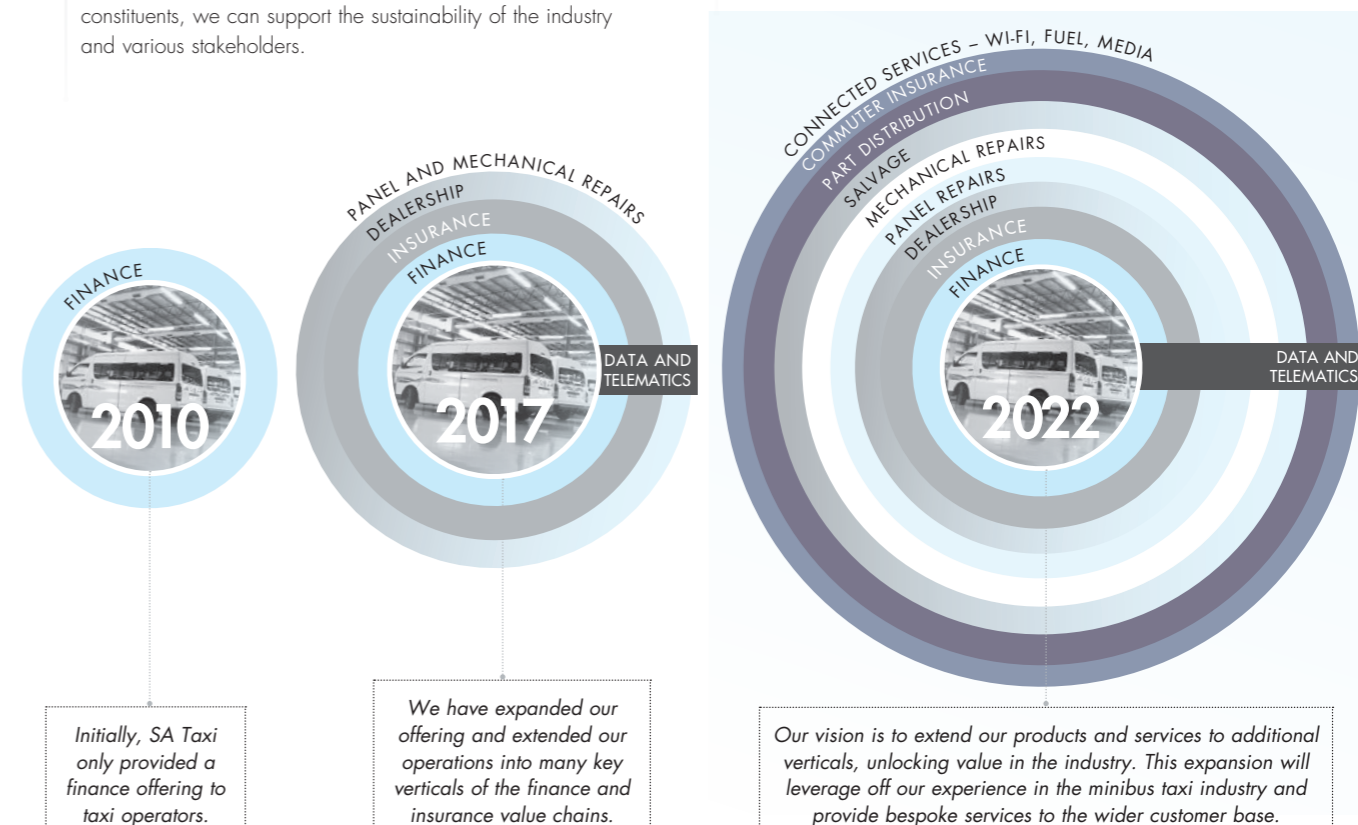 constituents, we can support the sustainability of the industry
and various stakeholders.
FINANCE
2010
Initially, SA Taxi
only provided a
finance offering to
taxi operators.
PANEL AND MECHANICAL REPAIRS
DEALERSHIP
INSURANCE
FINANCE
2017
DATA AND
TELEMATICS
We have expanded our
offering and extended our
operations into many key
verticals of the finance and
insurance value chains.
CONNECTED SERVICES – WI-FI, FUEL, MEDIA
COMMUTER INSURANCE
PART DISTRIBUTION
SALVAGE
MECHANICAL REPAIRS
PANEL REPAIRS
DEALERSHIP
INSURANCE
FINANCE
2022
DATA AND
TELEMATICS
Our vision is to extend our products and services to additional
verticals, unlocking value in the industry. This expansion will
leverage off our experience in the minibus taxi industry and
provide bespoke services to the wider customer base.